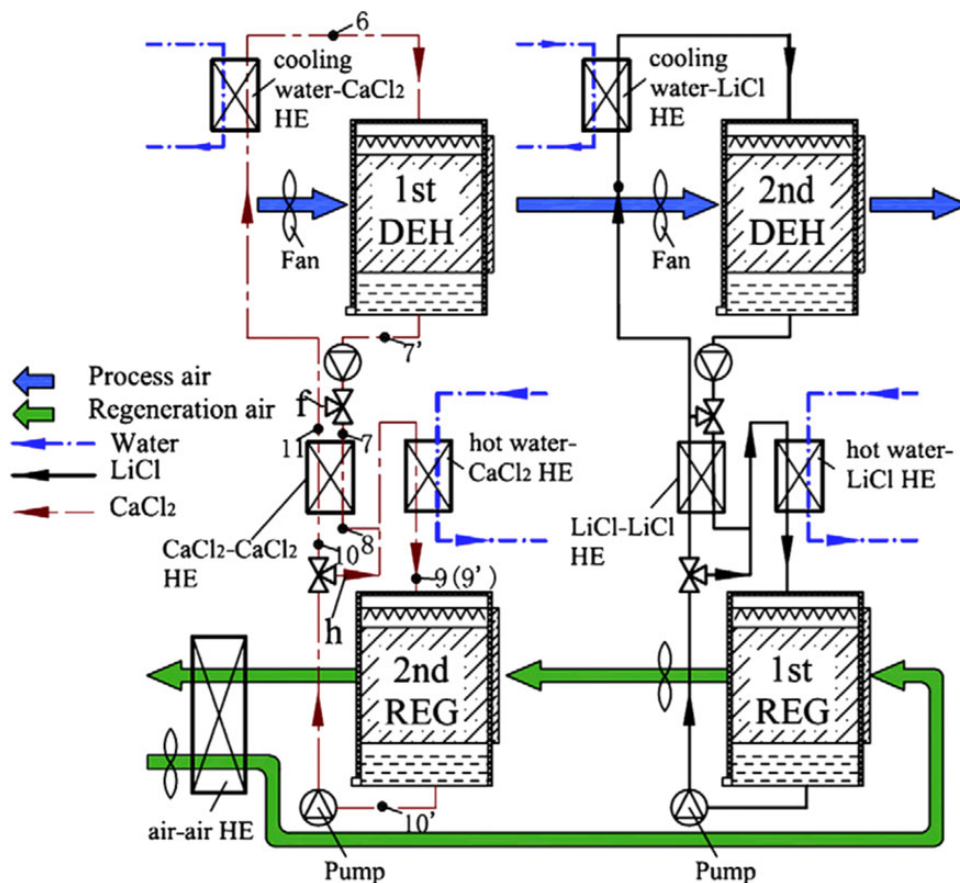 6
cooling
water-CaCl₂
HE
cooling
water-LiCl
HE
1st
DEH
2nd
DEH
Fan
Fan
7'
Process air
Regeneration air
Water
LiCl
CaCl₂
f
11
7
hot water-
CaCl₂ HE
hot water-
LiCl HE
8
10
CaCl₂-CaCl₂
HE
LiCl-LiCl
HE
9(9')
h
2nd
REG
1st
REG
10'
air-air HE
Pump
Pump